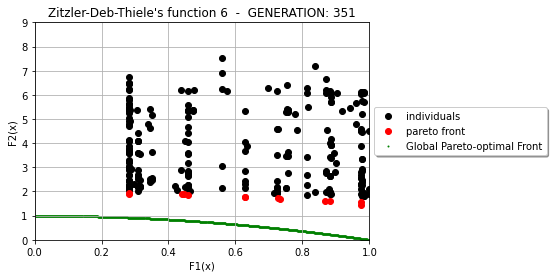 Zitzler-Deb-Thiele's function 6 - GENERATION: 351
9
8
7
6
5
4
3
2
1
0
F2(x)
0.0 0.2 0.4 0.6 0.8 1.0
F1(x)
individuals
pareto front
Global Pareto-optimal Front